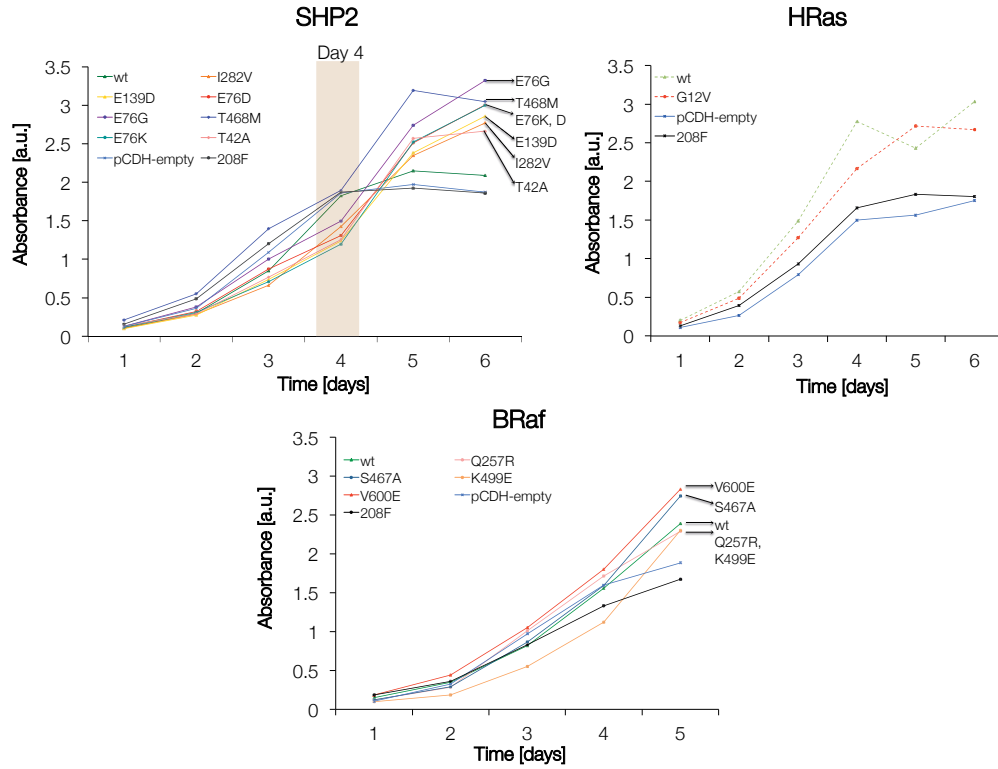 SHP2
Day 4
3.5
3
2.5
2
1.5
1
0.5
0
Absorbance [a.u.]
wt I282V
E139D E76D
E76G T468M
E76K T42A
pCDH-empty 208F
E76G
T468M
E76K, D
E139D
I282V
T42A
1 2 3 4 5 6
Time [days]
HRas
3.5
3
2.5
2
1.5
1
0.5
0
Absorbance [a.u.]
wt
G12V
pCDH-empty
208F
1 2 3 4 5 6
Time [days]
BRaf
3.5
3
2.5
2
1.5
1
0.5
0
Absorbance [a.u.]
wt Q257R
S467A K499E
V600E pCDH-empty
208F
V600E
S467A
wt
Q257R,
K499E
1 2 3 4 5
Time [days]